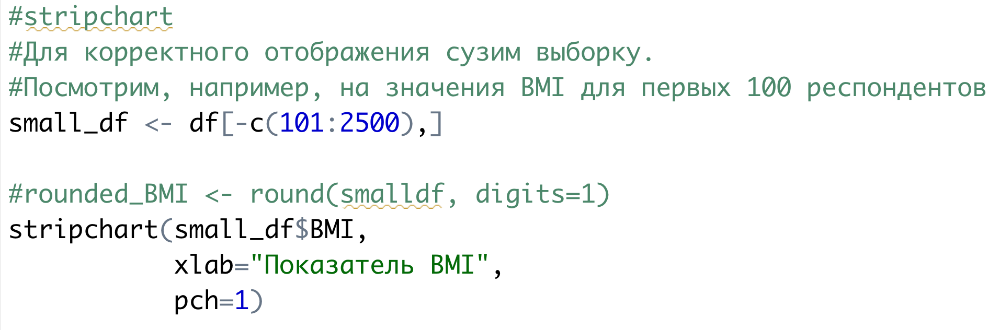 #stripchart
#Для корректного отображения сузим выборку.
#Посмотрим, например, на значения BMI для первых 100 респондентов
small_df <- df[-c(101:2500),]
#rounded_BMI <- round(smalldf, digits=1)
stripchart(small_df$BMI,
xlab="Показатель BMI",
pch=1)